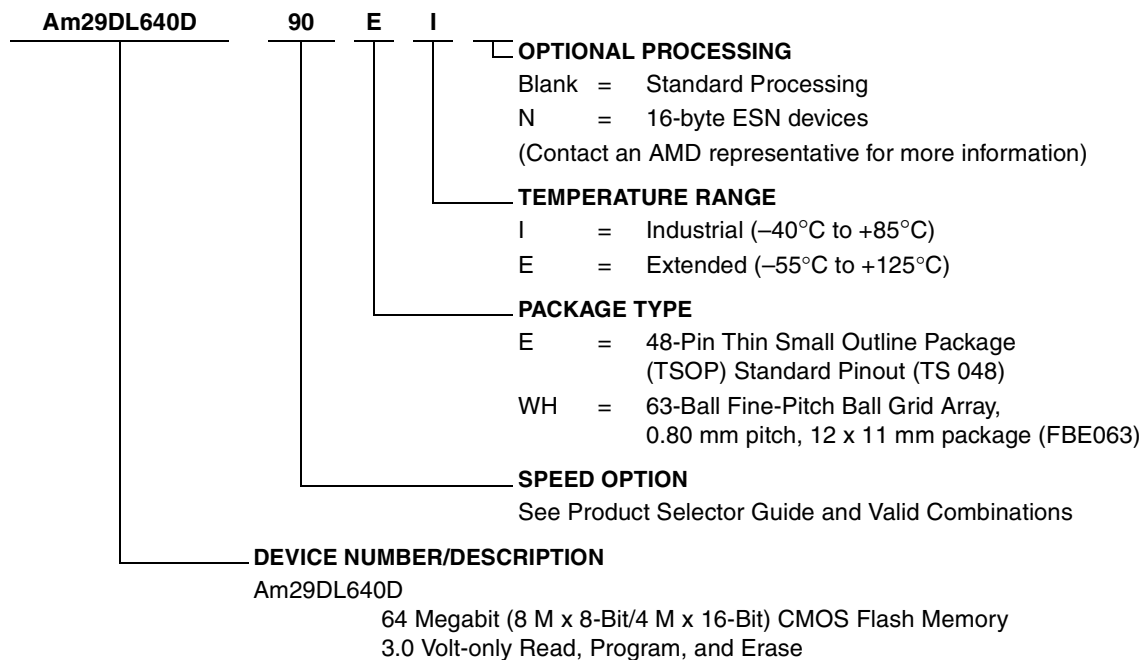 Am29DL640D 90 E I
OPTIONAL PROCESSING
Blank = Standard Processing
N = 16-byte ESN devices
(Contact an AMD representative for more information)
TEMPERATURE RANGE
I = Industrial (–40°C to +85°C)
E = Extended (–55°C to +125°C)
PACKAGE TYPE
E = 48-Pin Thin Small Outline Package
(TSOP) Standard Pinout (TS 048)
WH = 63-Ball Fine-Pitch Ball Grid Array,
0.80 mm pitch, 12 x 11 mm package (FBE063)
SPEED OPTION
See Product Selector Guide and Valid Combinations
DEVICE NUMBER/DESCRIPTION
Am29DL640D
64 Megabit (8 M x 8-Bit/4 M x 16-Bit) CMOS Flash Memory
3.0 Volt-only Read, Program, and Erase